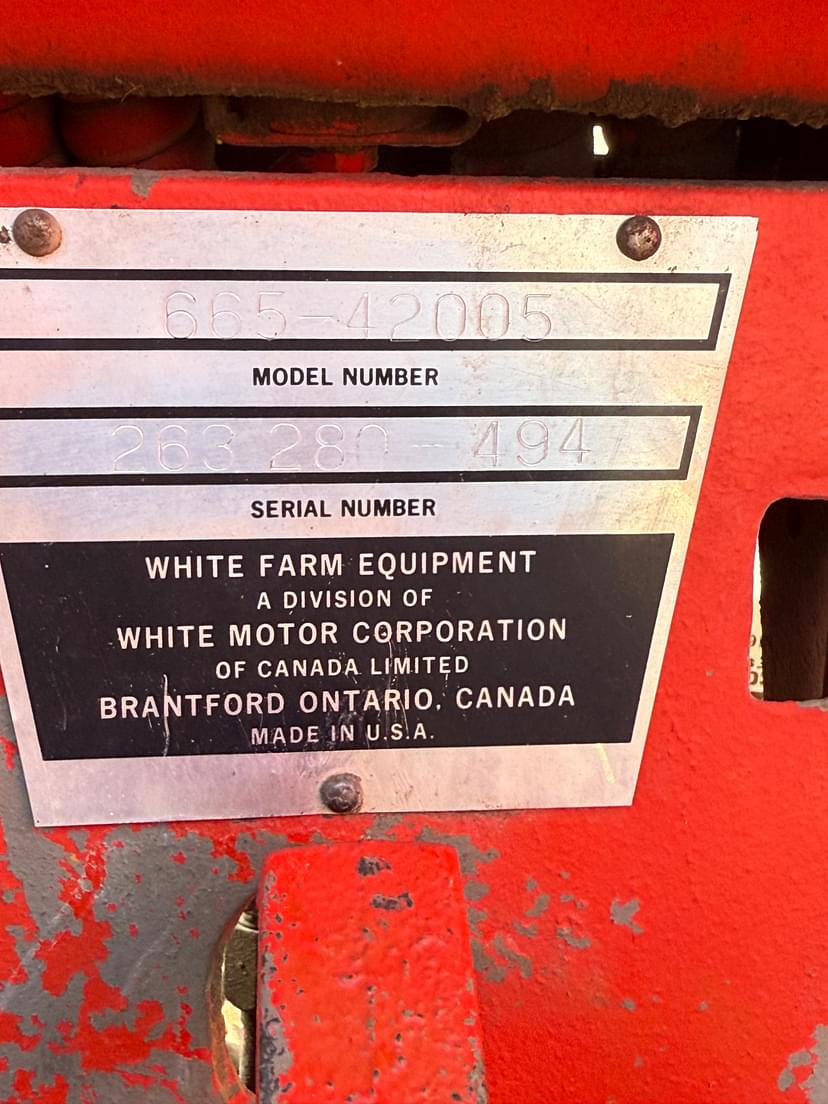 665-42005
MODEL NUMBER
263 280-494
SERIAL NUMBER
WHITE FARM EQUIPMENT
A DIVISION OF
WHITE MOTOR CORPORATION
OF CANADA LIMITED
BRANTFORD ONTARIO, CANADA
MADE IN U.S.A.